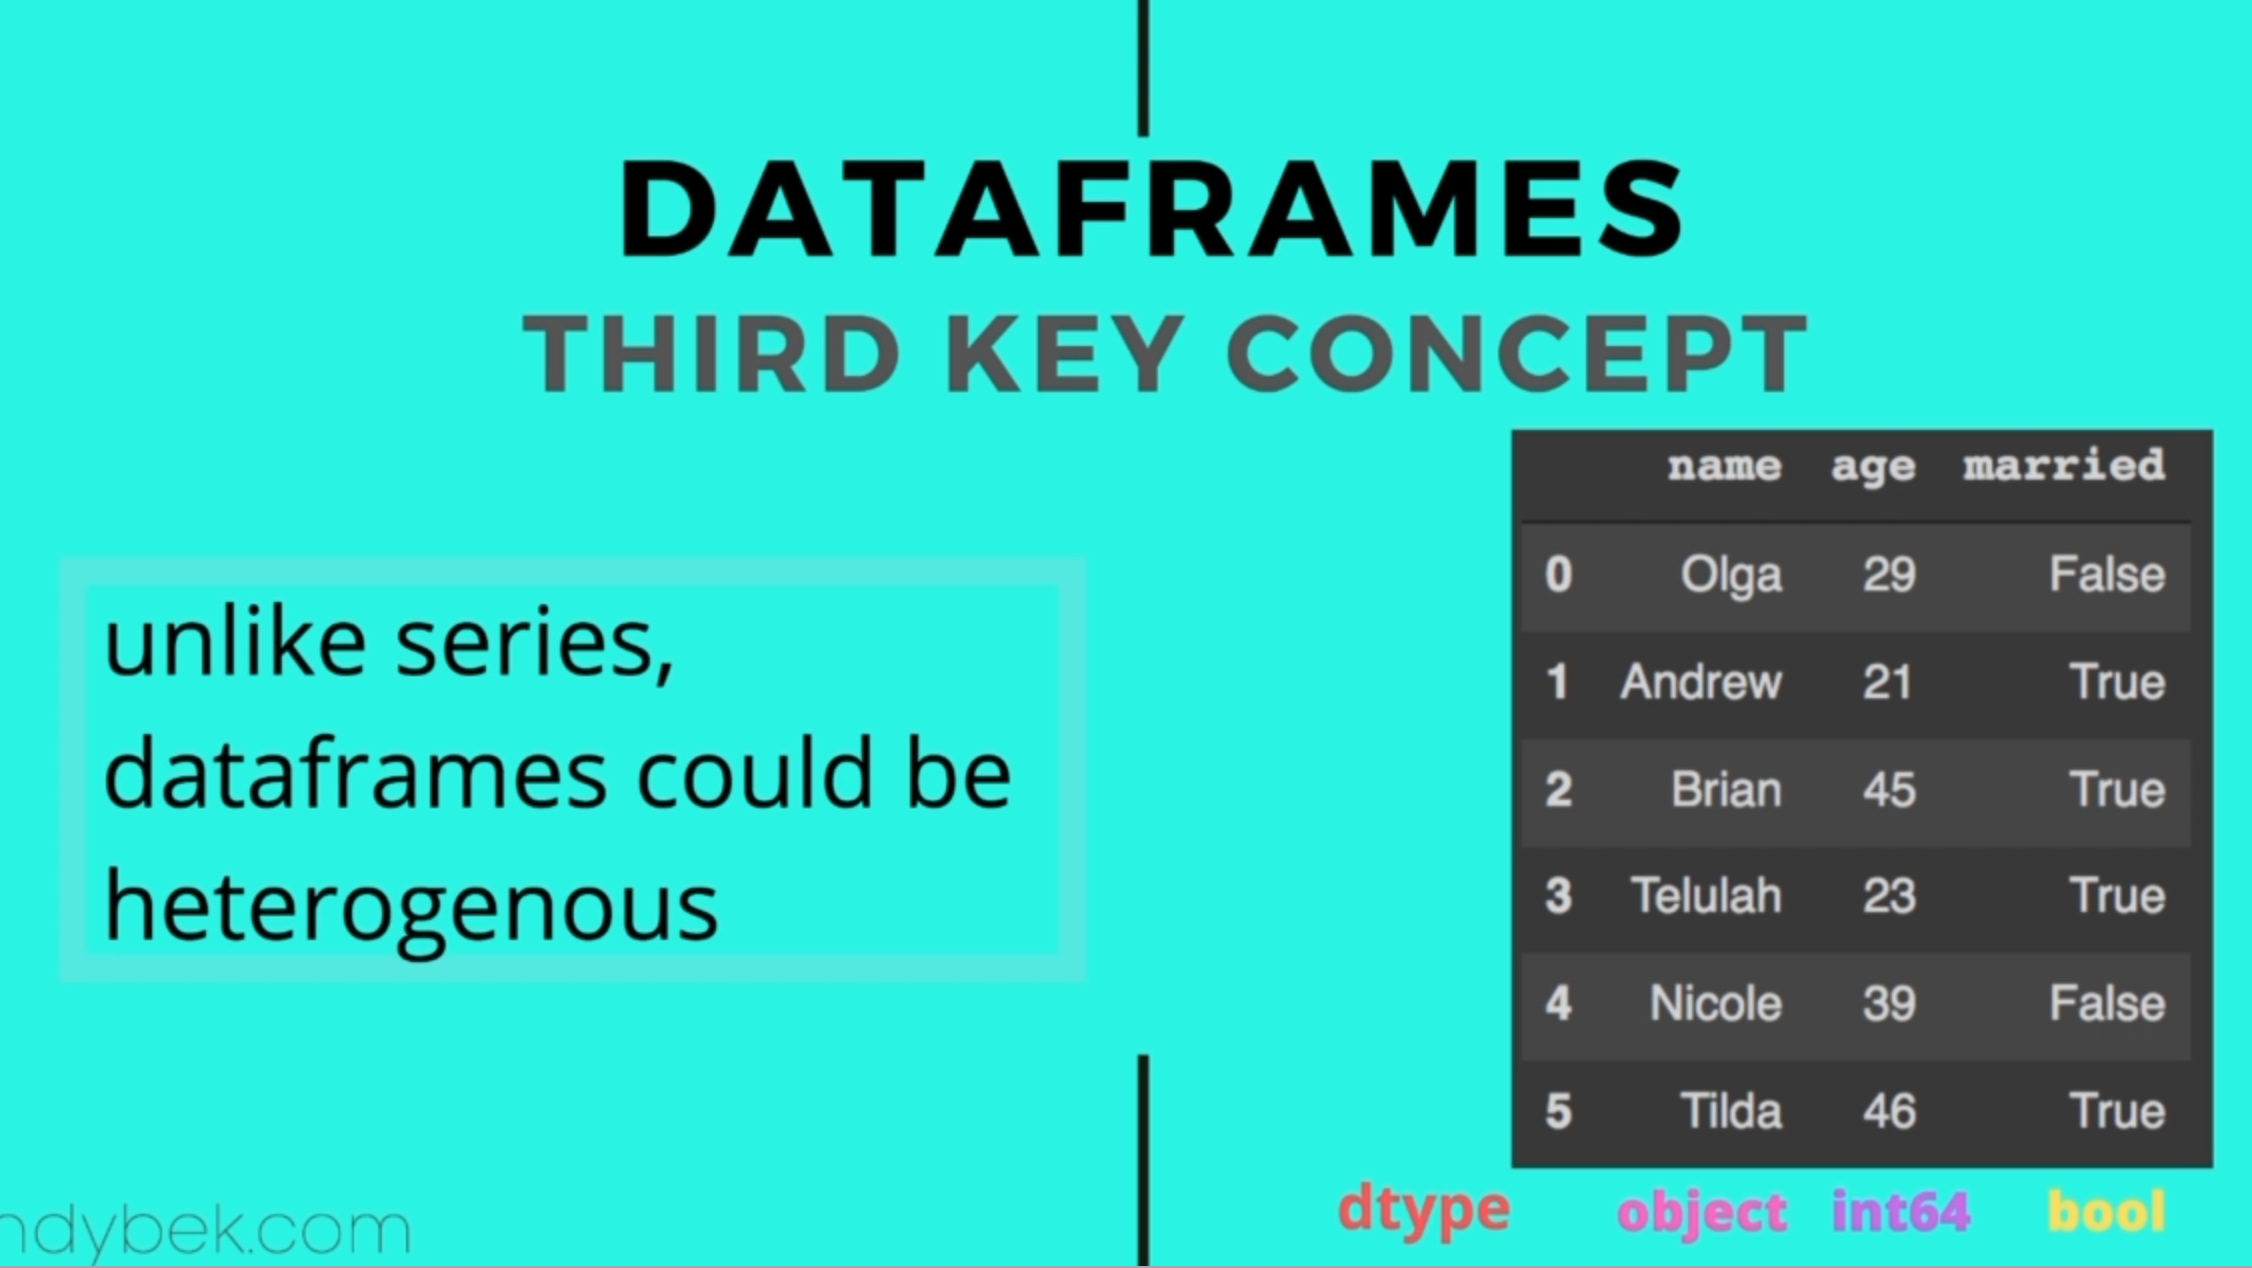 DATAFRAMES
THIRD KEY CONCEPT
unlike series,
dataframes could be
heterogenous
name age married
0 Olga 29 False
1 Andrew 21 True
2 Brian 45 True
3 Telulah 23 True
4 Nicole 39 False
5 Tilda 46 True
dtype object int64 bool
ndybek.com